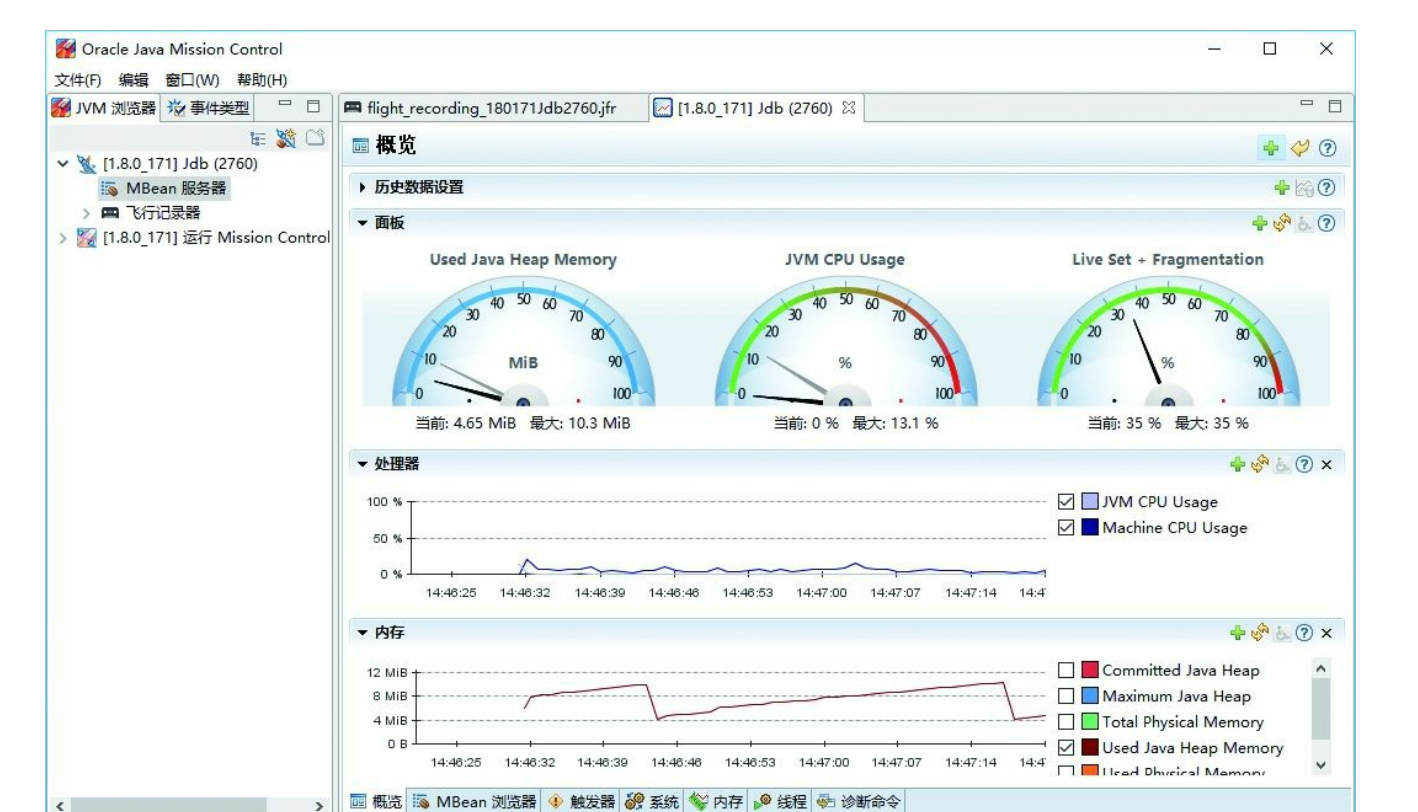 Oracle Java Mission Control
文件(F) 编辑 窗口(W) 帮助(H)
JVM 浏览器 事件类型
[1.8.0_171] Jdb (2760)
MBean 服务器
飞行记录器
[1.8.0_171] 运行 Mission Control
flight_recording_180171Jdb2760.jfr [1.8.0_171] Jdb (2760)
概览
历史数据设置
面板
Used Java Heap Memory
0 10 20 30 40 50 60 70 80 90 100
MiB
当前: 4.65 MiB 最大: 10.3 MiB
JVM CPU Usage
0 10 20 30 40 50 60 70 80 90 100
%
当前: 0 % 最大: 13.1 %
Live Set + Fragmentation
0 10 20 30 40 50 60 70 80 90 100
%
当前: 35 % 最大: 35 %
处理器
100 %
50 %
0 %
14:46:25 14:46:32 14:46:39 14:46:46 14:46:53 14:47:00 14:47:07 14:47:14 14:4
JVM CPU Usage
Machine CPU Usage
内存
12 MiB
8 MiB
4 MiB
0 B
14:46:25 14:46:32 14:46:39 14:46:46 14:46:53 14:47:00 14:47:07 14:47:14 14:4
Committed Java Heap
Maximum Java Heap
Total Physical Memory
Used Java Heap Memory
Used Physical Memory
概览 MBean 浏览器 触发器 系统 内存 线程 诊断命令